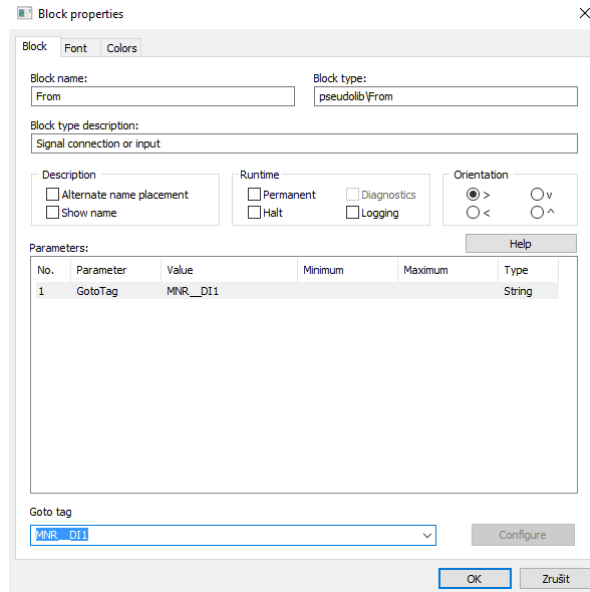 Block properties
Block Font Colors
Block name: Block type:
From pseudolib\From
Block type description:
Signal connection or input
Description Runtime Orientation
Alternate name placement Permanent Diagnostics > v
Show name Halt Logging < ^
Parameters: Help
No. Parameter Value Minimum Maximum Type
1 GotoTag MNR__DI1 String
Goto tag
MNR__DI1 Configure
OK Zrušit